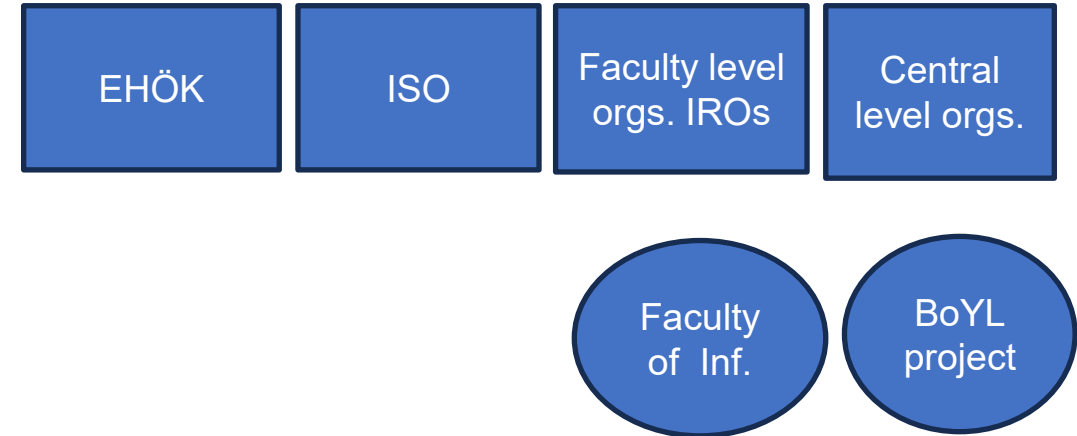 EHÖK
ISO
Faculty level
orgs. IROs
Central
level orgs.
Faculty
of Inf.
BoYL
project